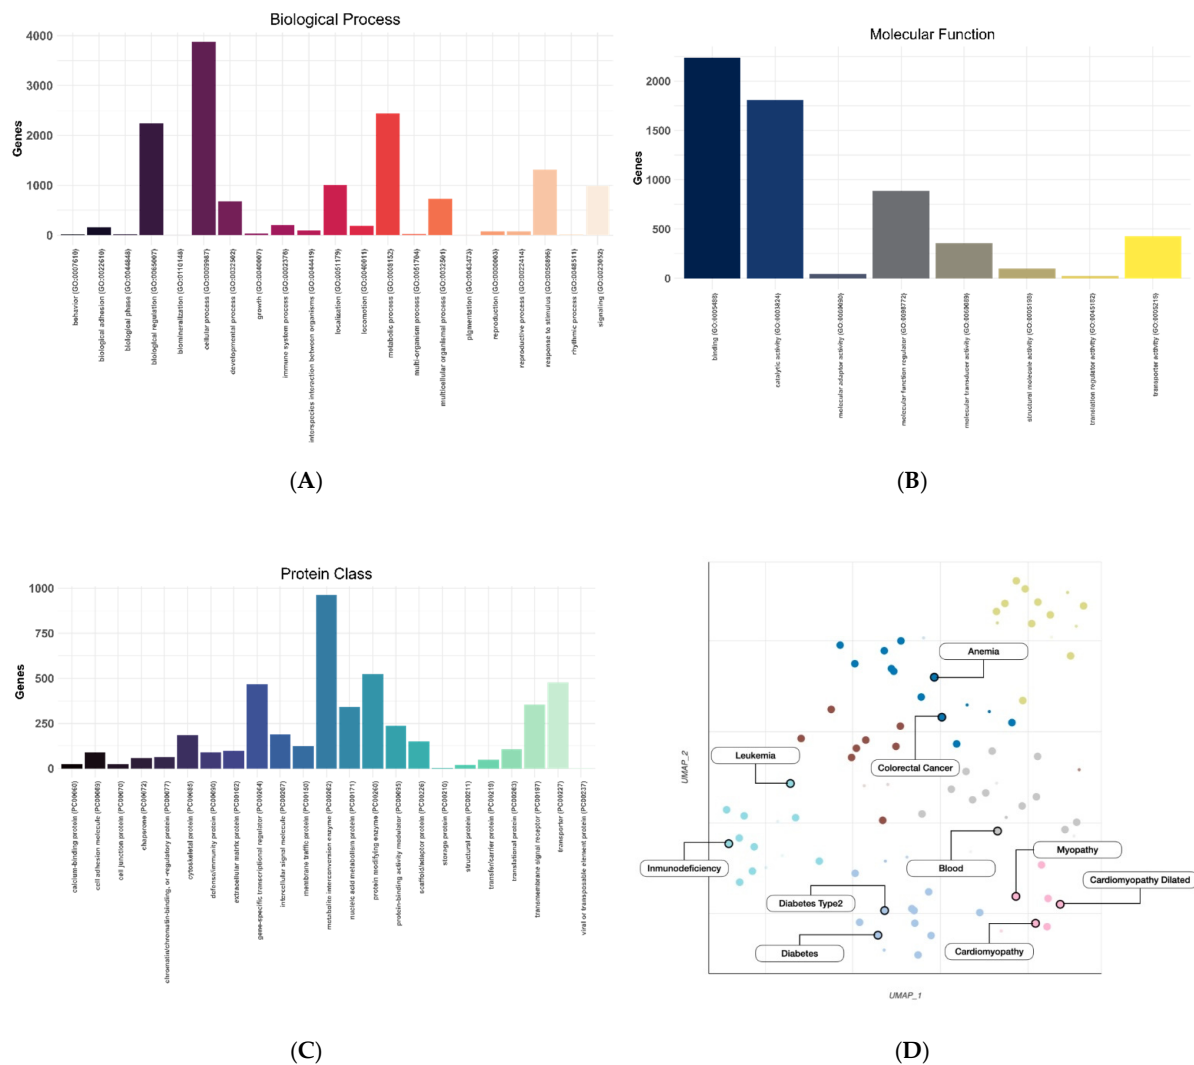 Biological Process
4000
3000
2000
1000
0
Genes
behavior (GO:0007610)
biological adhesion (GO:0022610)
biological phase (GO:0044848)
biological regulation (GO:0065007)
biomineralization (GO:0110148)
cellular process (GO:0009987)
developmental process (GO:0032502)
growth (GO:0040007)
immune system process (GO:0002376)
interspecies interaction between organisms (GO:0044419)
localization (GO:0051179)
locomotion (GO:0040011)
metabolic process (GO:0008152)
multi-organism process (GO:0051704)
multicellular organismal process (GO:0032501)
pigmentation (GO:0043473)
reproduction (GO:0000003)
reproductive process (GO:0022414)
response to stimulus (GO:0050896)
rhythmic process (GO:0048511)
signaling (GO:0023052)
(A)
Molecular Function
2000
1500
1000
500
0
Genes
binding (GO:0005488)
catalytic activity (GO:0003824)
molecular adaptor activity (GO:0060090)
molecular function regulator (GO:0098772)
molecular transducer activity (GO:0060089)
structural molecule activity (GO:0005198)
translation regulator activity (GO:0045182)
transporter activity (GO:0005215)
(B)
Protein Class
1000
750
500
250
0
Genes
calcium-binding protein (PC00060)
cell adhesion molecule (PC00069)
cell junction protein (PC00070)
chaperone (PC00072)
chromatin/chromatin-binding, or -regulatory protein (PC00077)
cytoskeletal protein (PC00085)
defense/immunity protein (PC00090)
extracellular matrix protein (PC00102)
gene-specific transcriptional regulator (PC00264)
intercellular signal molecule (PC00207)
membrane traffic protein (PC00150)
metabolite interconversion enzyme (PC00262)
nucleic acid metabolism protein (PC00171)
protein modifying enzyme (PC00260)
protein-binding activity modulator (PC00095)
scaffold/adaptor protein (PC00226)
storage protein (PC00210)
structural protein (PC00211)
transfer/carrier protein (PC00219)
translational protein (PC00263)
transmembrane signal receptor (PC00197)
transporter (PC00227)
viral or transposable element protein (PC00237)
(C)
UMAP_2
Anemia
Leukemia
Colorectal Cancer
Immunodeficiency
Blood
Myopathy
Cardiomyopathy Dilated
Diabetes Type2
Diabetes
Cardiomyopathy
UMAP_1
(D)